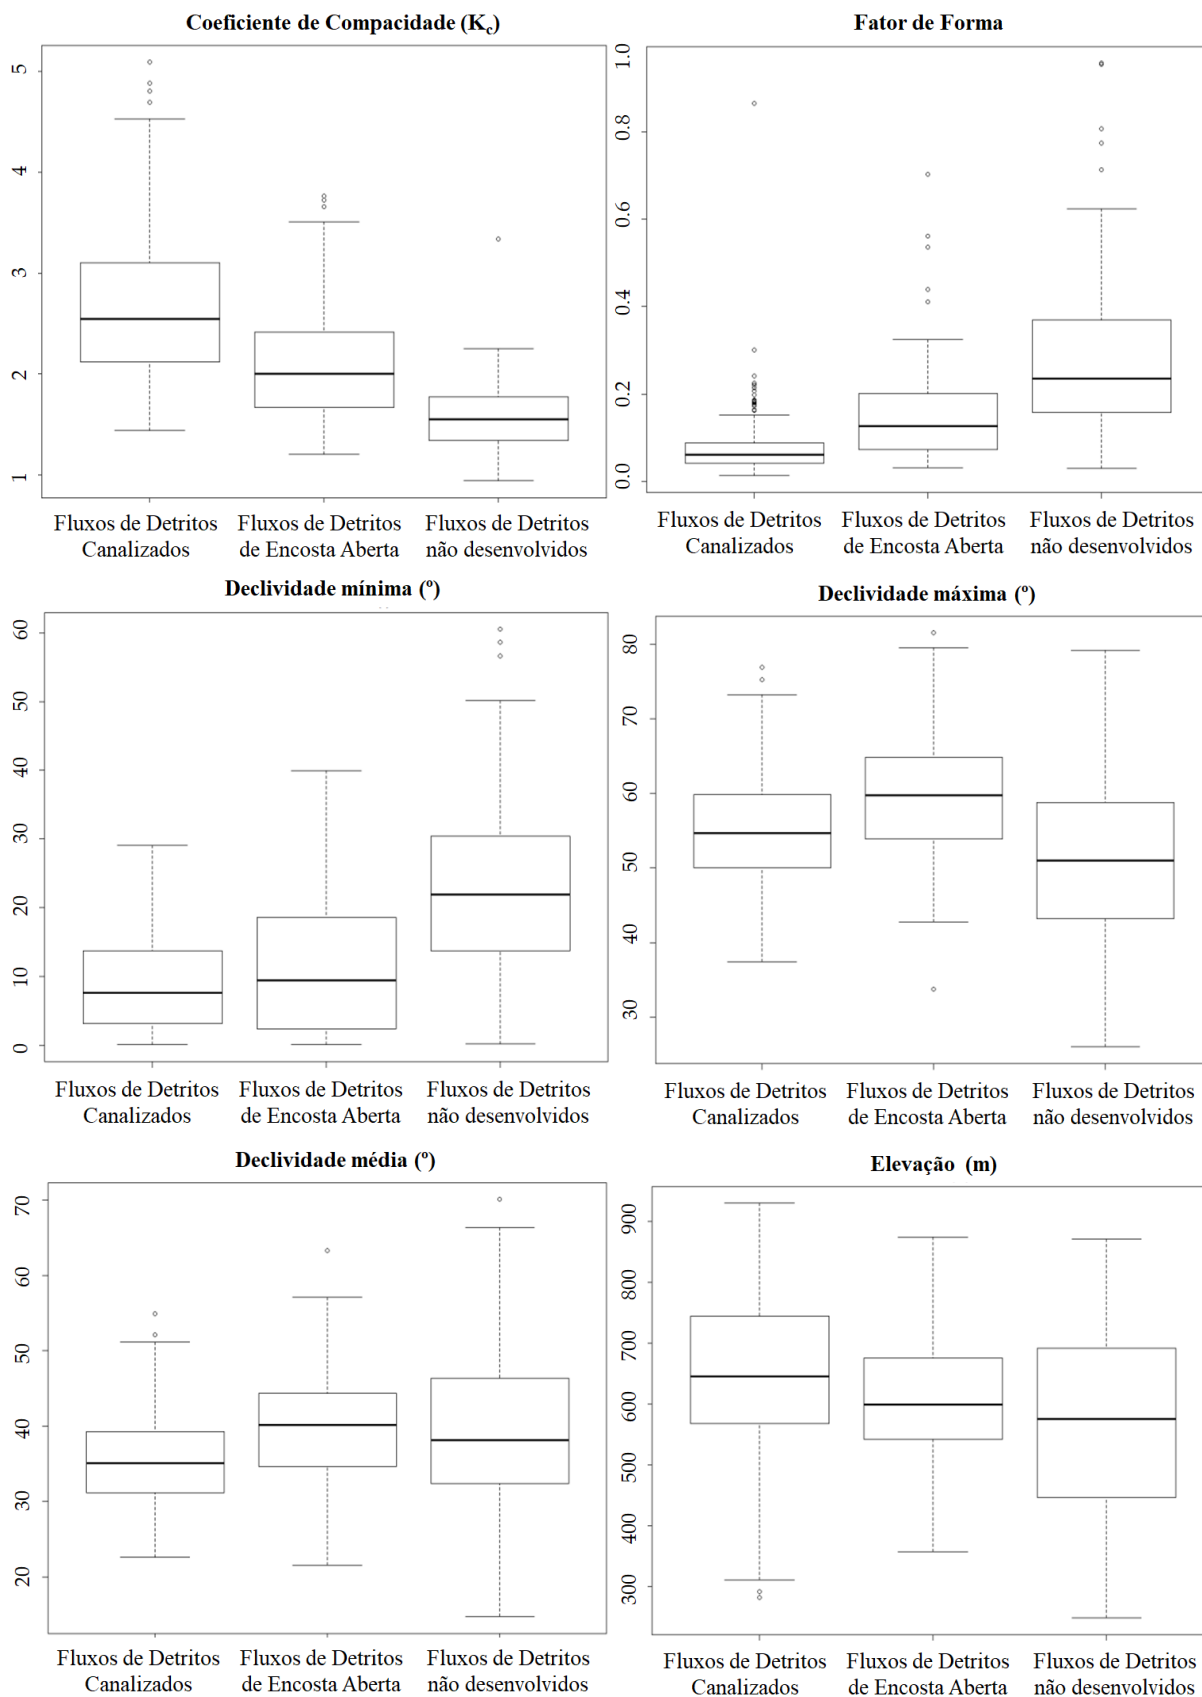 Coeficiente de Compacidade (Kc)
5
4
3
2
1
Fluxos de Detritos Canalizados
Fluxos de Detritos de Encosta Aberta
Fluxos de Detritos não desenvolvidos
Fator de Forma
1.0
0.8
0.6
0.4
0.2
0.0
Fluxos de Detritos Canalizados
Fluxos de Detritos de Encosta Aberta
Fluxos de Detritos não desenvolvidos
Declividade mínima (º)
60
50
40
30
20
10
0
Fluxos de Detritos Canalizados
Fluxos de Detritos de Encosta Aberta
Fluxos de Detritos não desenvolvidos
Declividade máxima (º)
80
70
60
50
40
30
Fluxos de Detritos Canalizados
Fluxos de Detritos de Encosta Aberta
Fluxos de Detritos não desenvolvidos
Declividade média (º)
70
60
50
40
30
20
Fluxos de Detritos Canalizados
Fluxos de Detritos de Encosta Aberta
Fluxos de Detritos não desenvolvidos
Elevação (m)
900
800
700
600
500
400
300
Fluxos de Detritos Canalizados
Fluxos de Detritos de Encosta Aberta
Fluxos de Detritos não desenvolvidos